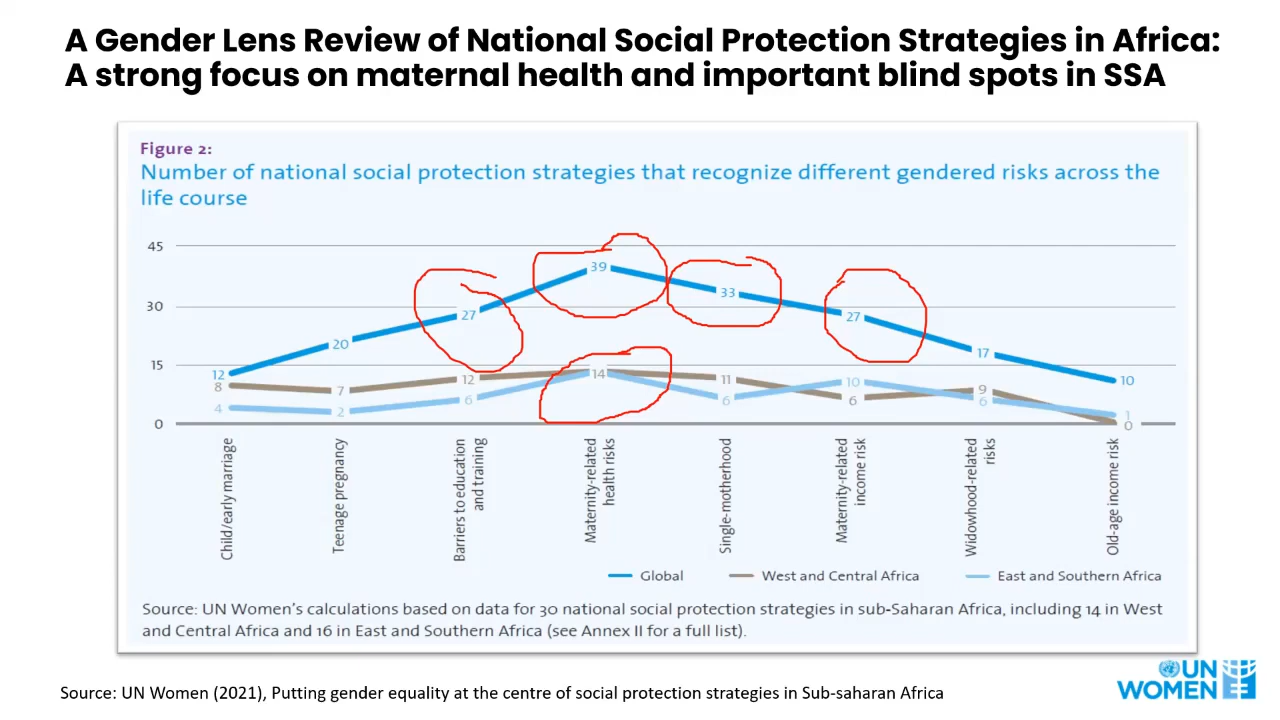 A Gender Lens Review of National Social Protection Strategies in Africa:
A strong focus on maternal health and important blind spots in SSA
Figure 2:
Number of national social protection strategies that recognize different gendered risks across the
life course
45
30
15
0
12
20
27
39
33
27
17
10
8
7
12
14
11
6
9
0
4
2
6
6
10
6
1
Child/early marriage
Teenage pregnancy
Barriers to education
and training
Maternity-related
health risks
Single-motherhood
Maternity-related
income risk
Widowhood-related
risks
Old-age income risk
Global
West and Central Africa
East and Southern Africa
Source: UN Women's calculations based on data for 30 national social protection strategies in sub-Saharan Africa, including 14 in West
and Central Africa and 16 in East and Southern Africa (see Annex II for a full list).
Source: UN Women (2021), Putting gender equality at the centre of social protection strategies in Sub-saharan Africa
UN
WOMEN